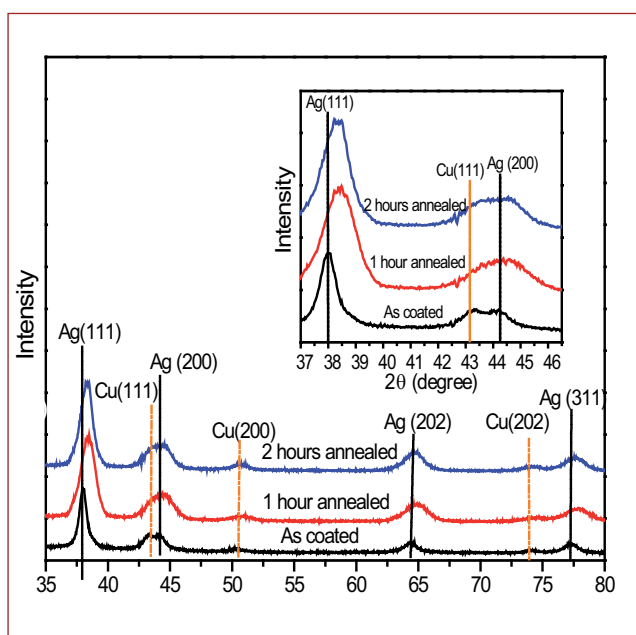 Ag(111)
Cu(111)
Ag (200)
2 hours annealed
1 hour annealed
As coated
Intensity
37 38 39 40 41 42 43 44 45 46
2θ (degree)
Ag(111)
Cu(111)
Ag (200)
Cu(200)
Ag (202)
Cu(202)
Ag (311)
2 hours annealed
1 hour annealed
As coated
Intensity
35 40 45 50 55 60 65 70 75 80